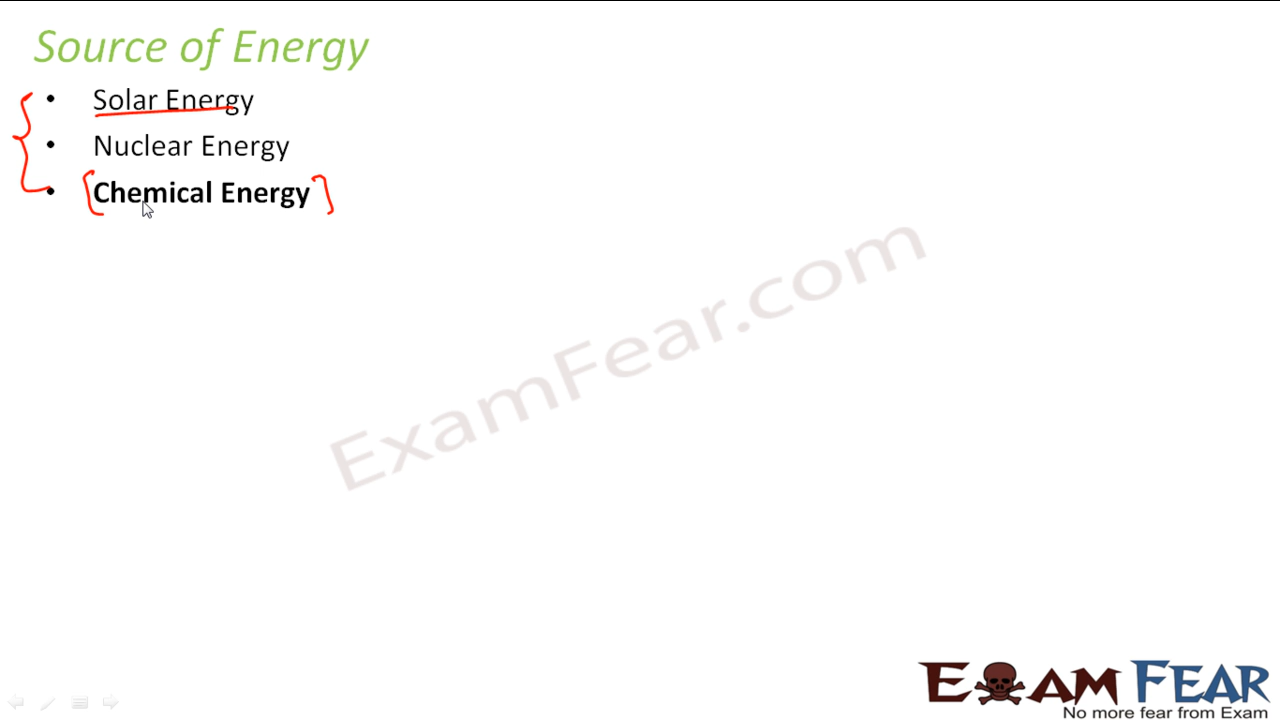 Source of Energy
• Solar Energy
• Nuclear Energy
• Chemical Energy
ExamFear.com
EXAM FEAR
No more fear from Exam